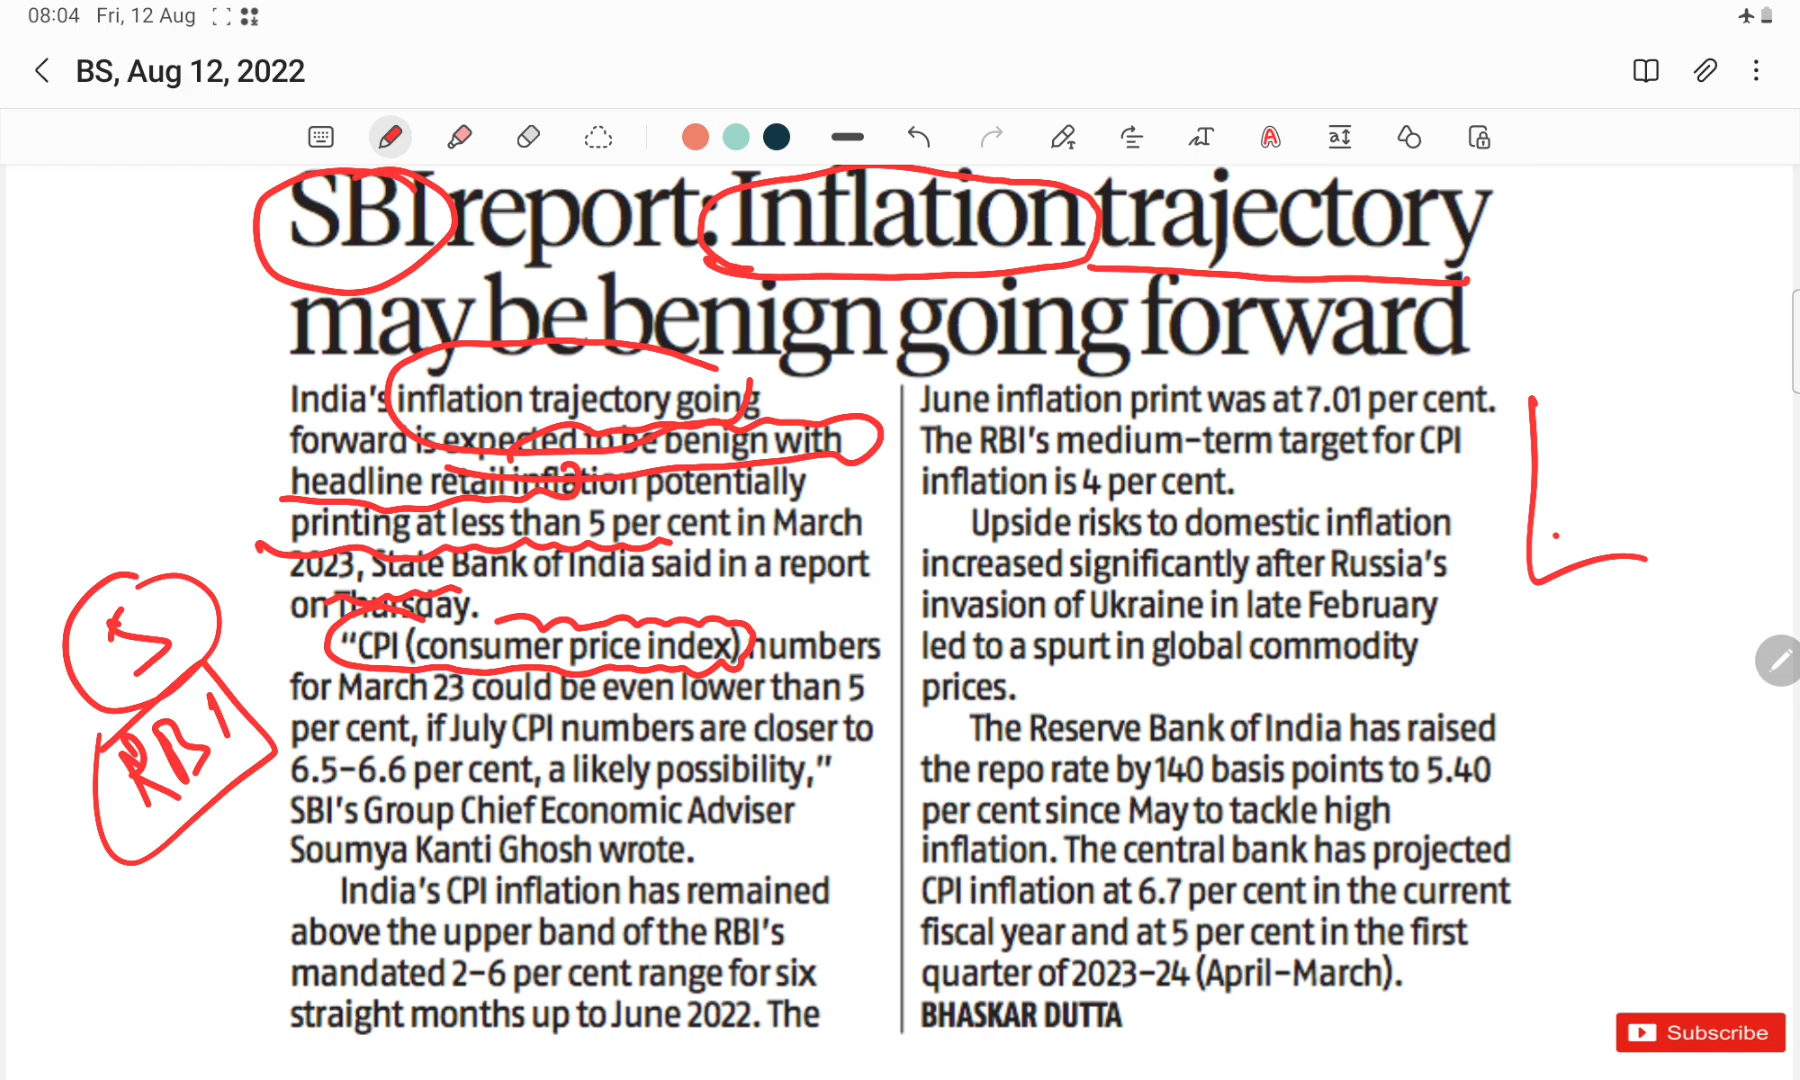 08:04 Fri, 12 Aug
BS, Aug 12, 2022
SBI report: Inflation trajectory
may be benign going forward
India's inflation trajectory going
forward is expected to be benign with
headline retail inflation potentially
printing at less than 5 per cent in March
2023, State Bank of India said in a report
on Thursday.
"CPI (consumer price index) numbers
for March 23 could be even lower than 5
per cent, if July CPI numbers are closer to
6.5–6.6 per cent, a likely possibility,"
SBI's Group Chief Economic Adviser
Soumya Kanti Ghosh wrote.
India's CPI inflation has remained
above the upper band of the RBI's
mandated 2–6 per cent range for six
straight months up to June 2022. The
June inflation print was at 7.01 per cent.
The RBI's medium-term target for CPI
inflation is 4 per cent.
Upside risks to domestic inflation
increased significantly after Russia's
invasion of Ukraine in late February
led to a spurt in global commodity
prices.
The Reserve Bank of India has raised
the repo rate by 140 basis points to 5.40
per cent since May to tackle high
inflation. The central bank has projected
CPI inflation at 6.7 per cent in the current
fiscal year and at 5 per cent in the first
quarter of 2023–24 (April–March).
BHASKAR DUTTA
RBI
Subscribe